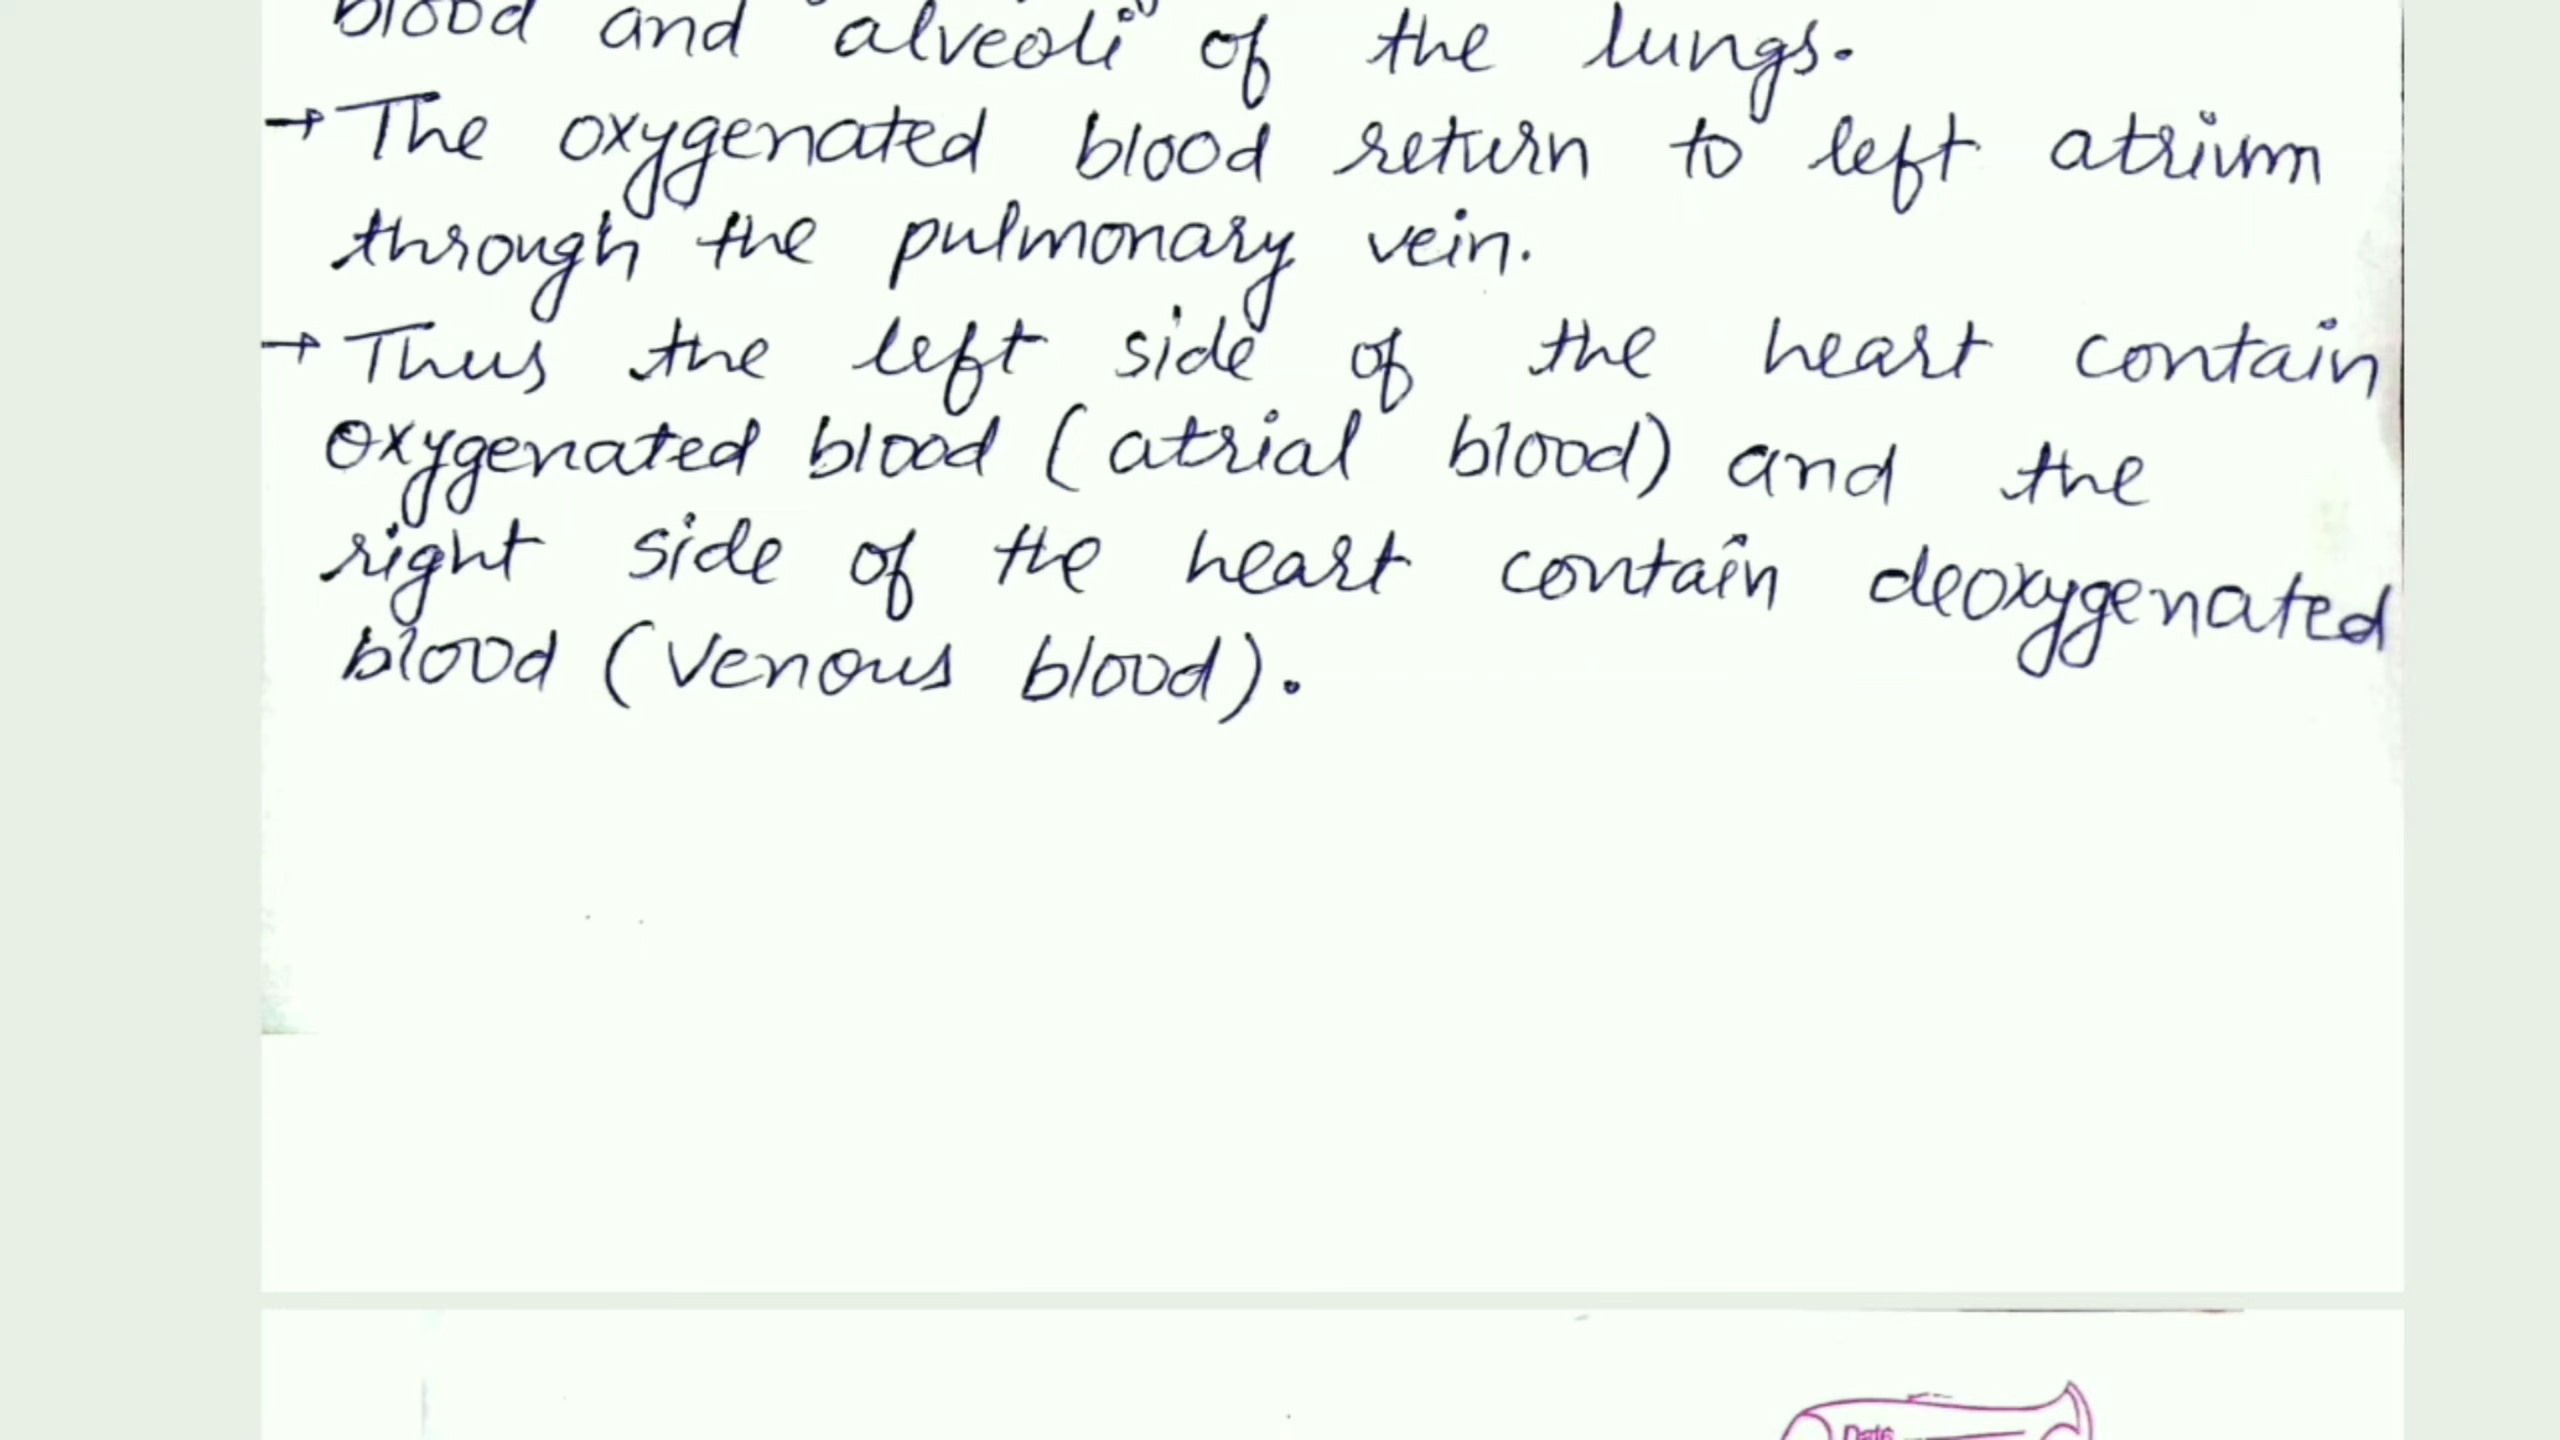 blood and alveoli of the lungs.
→ The oxygenated blood return to left atrium
through the pulmonary vein.
→ Thus the left side of the heart contain
oxygenated blood (atrial blood) and the
right side of the heart contain deoxygenated
blood (Venous blood).
Date